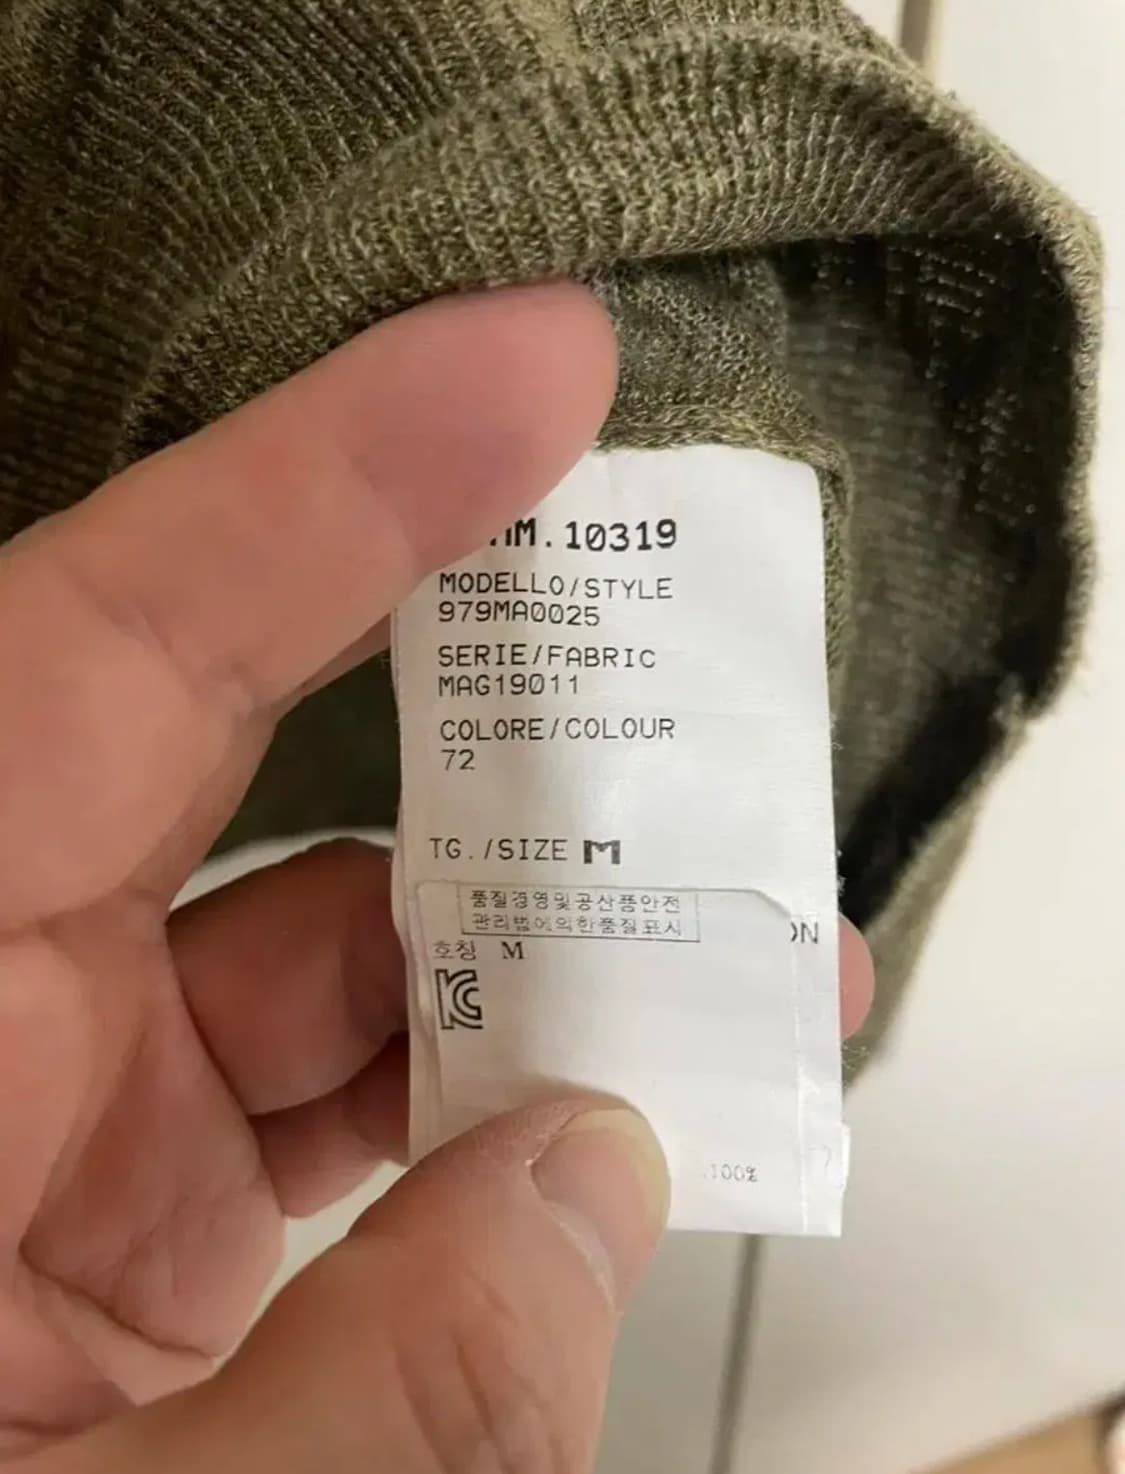 M.10319
MODELLO/STYLE
979MA0025
SERIE/FABRIC
MAG19011
COLORE/COLOUR
72
TG./SIZE M
품질경영및공산품안전
관리법에의한품질표시
ON
호칭 M
KC
100%